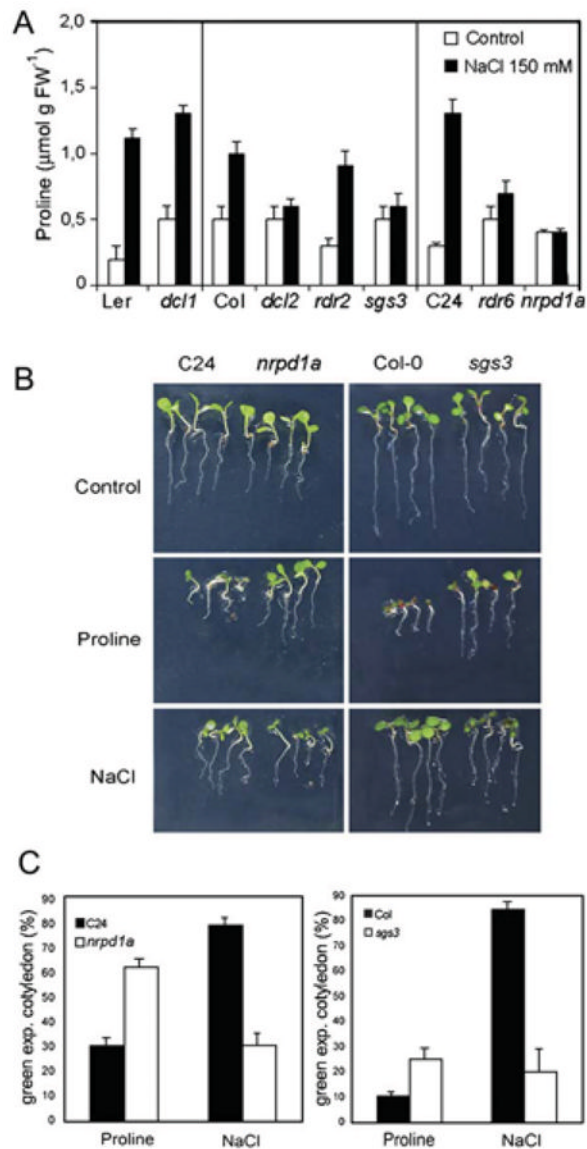 A
Control
NaCl 150 mM
Proline (µmol g FW-1)
2,0
1,5
1,0
0,5
0
Ler dcl1 Col dcl2 rdr2 sgs3 C24 rdr6 nrpd1a
B
C24 nrpd1a Col-0 sgs3
Control
Proline
NaCl
C
green exp. cotyledon (%)
90
80
70
60
50
40
30
20
10
0
C24
nrpd1a
Proline NaCl
green exp. cotyledon (%)
90
80
70
60
50
40
30
20
10
0
Col
sgs3
Proline NaCl